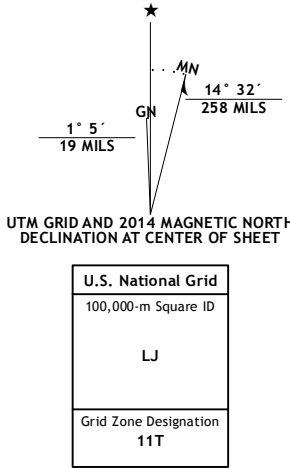 ★
MN
GN
14° 32´
258 MILS
1° 5´
19 MILS
UTM GRID AND 2014 MAGNETIC NORTH
DECLINATION AT CENTER OF SHEET
U.S. National Grid
100,000-m Square ID
LJ
Grid Zone Designation
11T